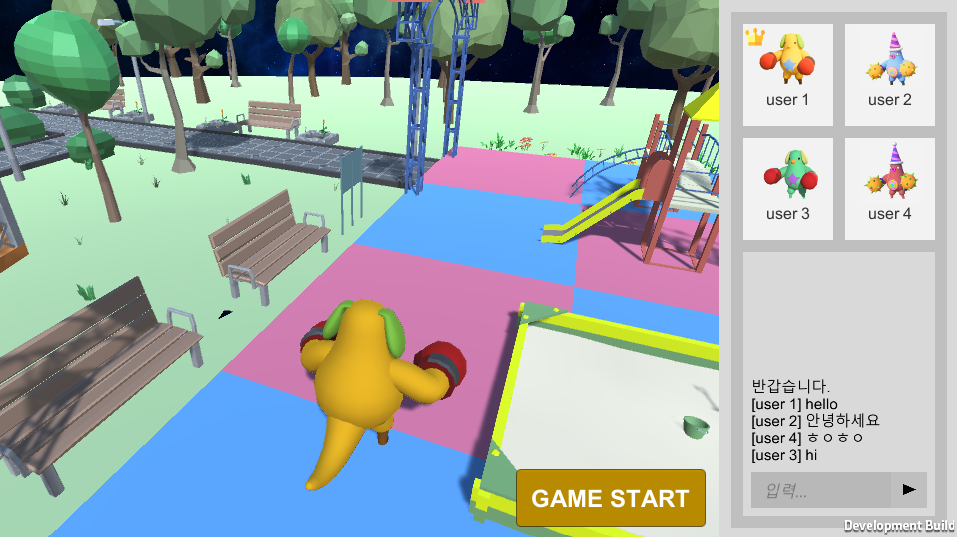 user 1
user 2
user 3
user 4
반갑습니다.
[user 1] hello
[user 2] 안녕하세요
[user 4] ㅎㅇㅎㅇ
[user 3] hi
입력...
GAME START
Development Build